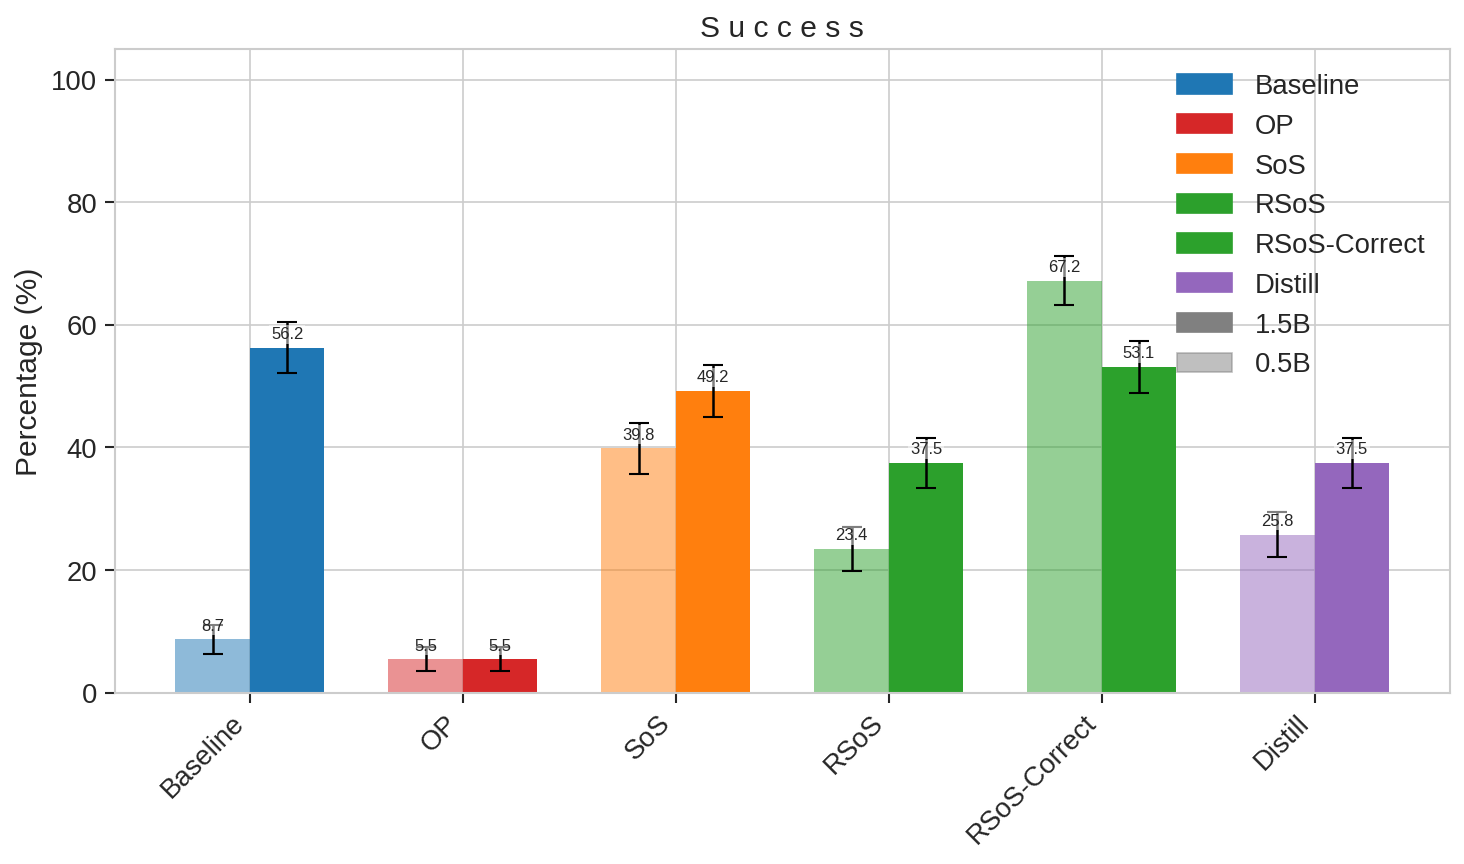 Success
Percentage (%)
100
80
60
40
20
0
8.7
56.2
5.5
5.5
39.8
49.2
23.4
37.5
67.2
53.1
25.8
37.5
Baseline
OP
SoS
RSoS
RSoS-Correct
Distill
1.5B
0.5B
Baseline
OP
SoS
RSoS
RSoS-Correct
Distill